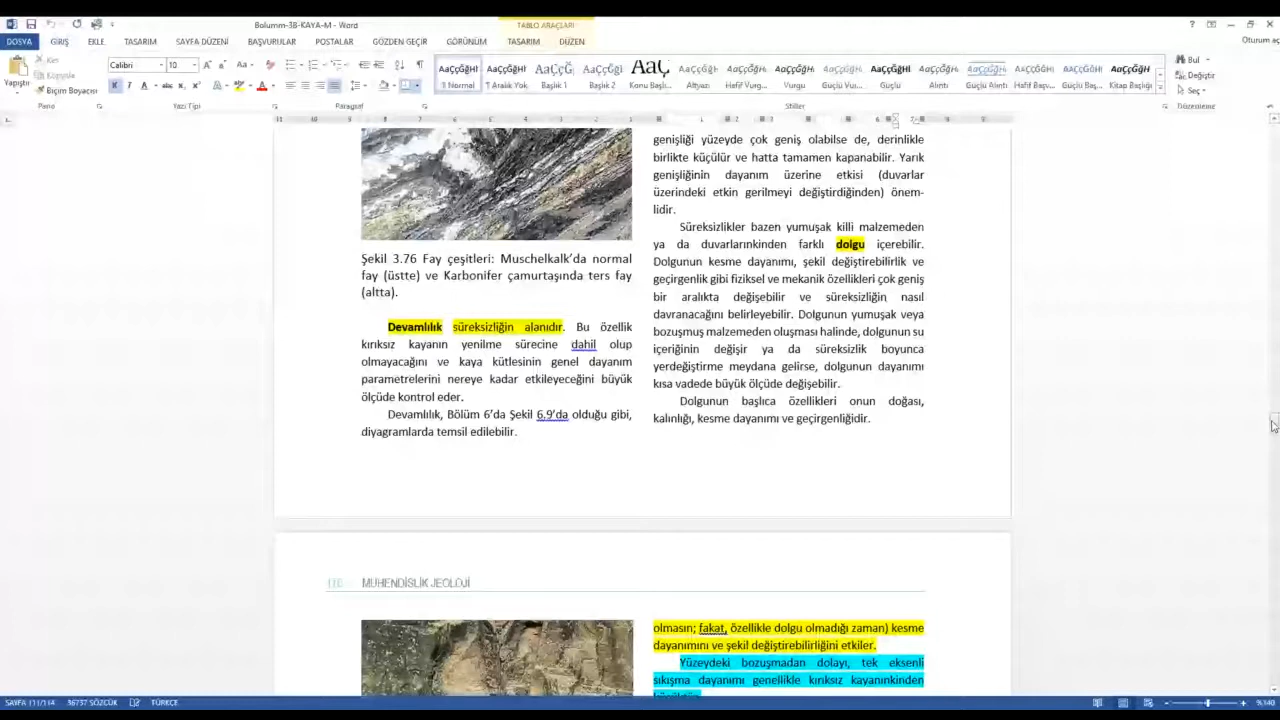 Bolumm-3B-KAYA-M - Word
TABLO ARAÇLARI
Oturum aç
DOSYA GİRİŞ EKLE TASARIM SAYFA DÜZENİ BAŞVURULAR POSTALAR GÖZDEN GEÇİR GÖRÜNÜM TASARIM DÜZEN
Yapıştır
Kes
Kopyala
Biçim Boyacısı
Calibri 10
AaÇçĞğHI AaÇçĞğHI AaÇçĞ AaÇçĞği AaÇ
1 Normal 1 Aralık Yok Başlık 1 Başlık 2 Konu Başlı... Altyazı Hafif Vurg... Vurgu Güçlü Vur... Güçlü Alıntı Güçlü Alıntı Hafif Başv... Güçlü Baş... Kitap Başlı...
Bul
Değiştir
Seç
Pano Yazı Tipi Paragraf Stiller Düzenleme
Şekil 3.76 Fay çeşitleri: Muschelkalk’da normal
fay (üstte) ve Karbonifer çamurtaşında ters fay
(altta).
Devamlılık süreksizliğin alanıdır. Bu özellik
kırıksız kayanın yenilme sürecine dahil olup
olmayacağını ve kaya kütlesinin genel dayanım
parametrelerini nereye kadar etkileyeceğini büyük
ölçüde kontrol eder.
Devamlılık, Bölüm 6’da Şekil 6.9’da olduğu gibi,
diyagramlarda temsil edilebilir.
genişliği yüzeyde çok geniş olabilse de, derinlikle
birlikte küçülür ve hatta tamamen kapanabilir. Yarık
genişliğinin dayanım üzerine etkisi (duvarlar
üzerindeki etkin gerilmeyi değiştirdiğinden) önem-
lidir.
Süreksizlikler bazen yumuşak killi malzemeden
ya da duvarlarınkinden farklı dolgu içerebilir.
Dolgunun kesme dayanımı, şekil değiştirebilirlik ve
geçirgenlik gibi fiziksel ve mekanik özellikleri çok geniş
bir aralıkta değişebilir ve süreksizliğin nasıl
davranacağını belirleyebilir. Dolgunun yumuşak veya
bozuşmuş malzemeden oluşması halinde, dolgunun su
içeriğinin değişir ya da süreksizlik boyunca
yerdeğiştirme meydana gelirse, dolgunun dayanımı
kısa vadede büyük ölçüde değişebilir.
Dolgunun başlıca özellikleri onun doğası,
kalınlığı, kesme dayanımı ve geçirgenliğidir.
MÜHENDİSLİK JEOLOJİ
olmasın; fakat, özellikle dolgu olmadığı zaman) kesme
dayanımını ve şekil değiştirebilirliğini etkiler.
Yüzeydeki bozuşmadan dolayı, tek eksenli
sıkışma dayanımı genellikle kırıksız kayanınkinden
SAYFA 111/114 36737 SÖZCÜK TÜRKÇE %140